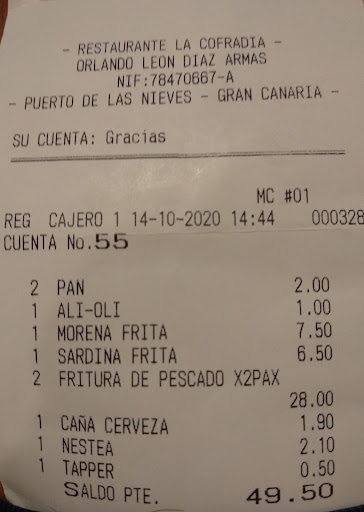 - RESTAURANTE LA COFRADIA -
ORLANDO LEON DIAZ ARMAS
NIF:78470667-A
- PUERTO DE LAS NIEVES - GRAN CANARIA -
SU CUENTA: Gracias
MC #01
REG CAJERO 1 14-10-2020 14:44 000328
CUENTA No.55
2 PAN 2.00
1 ALI-OLI 1.00
1 MORENA FRITA 7.50
1 SARDINA FRITA 6.50
2 FRITURA DE PESCADO X2PAX
28.00
1 CAÑA CERVEZA 1.90
1 NESTEA 2.10
1 TAPPER 0.50
SALDO PTE. 49.50